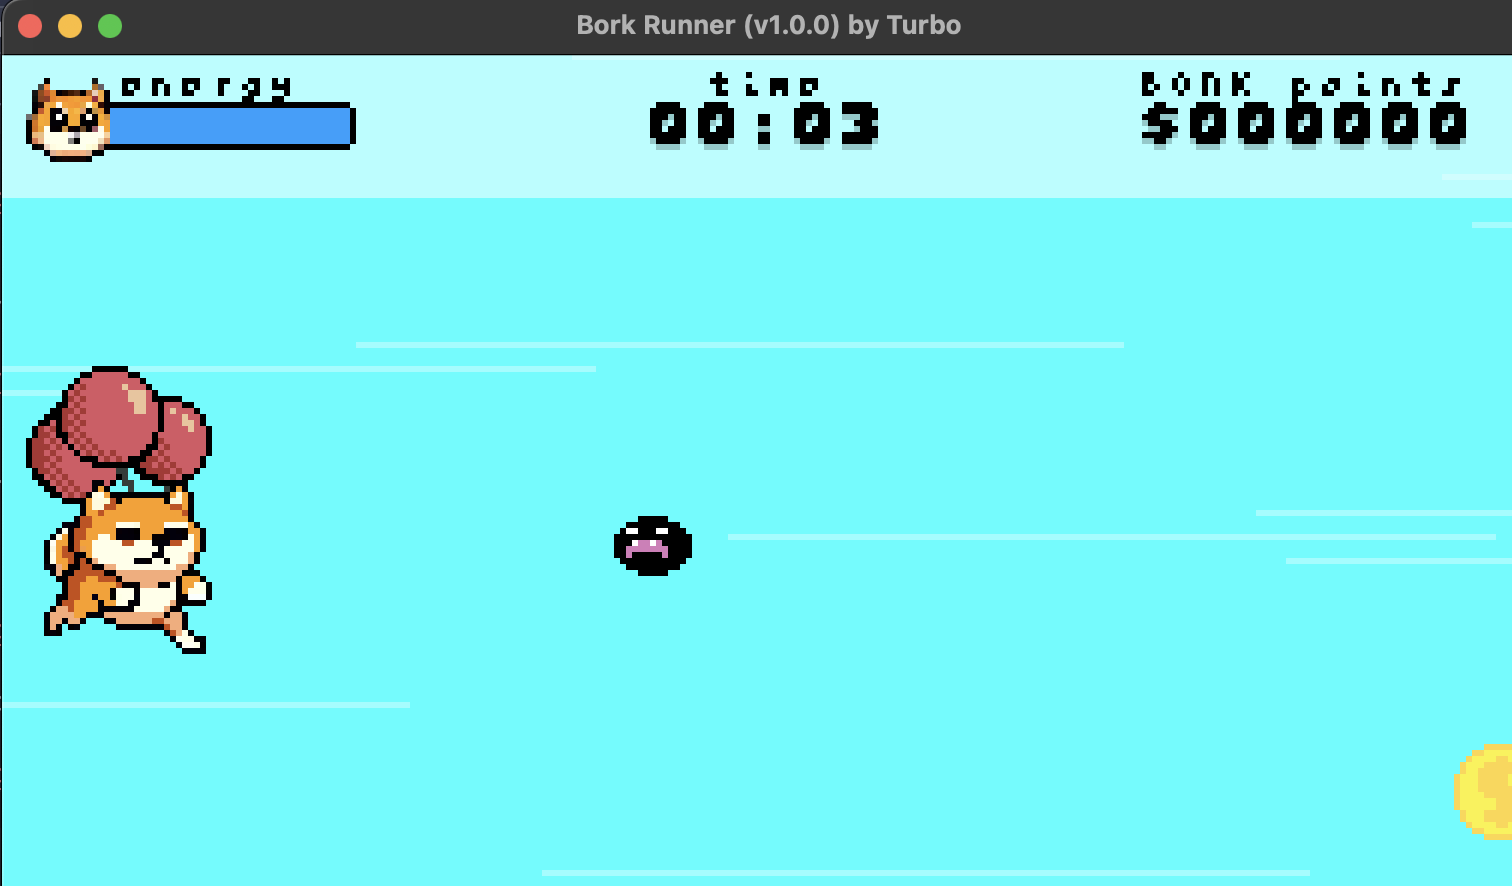 Bork Runner (v1.0.0) by Turbo
energy
time
BONK points
00:03
$000000